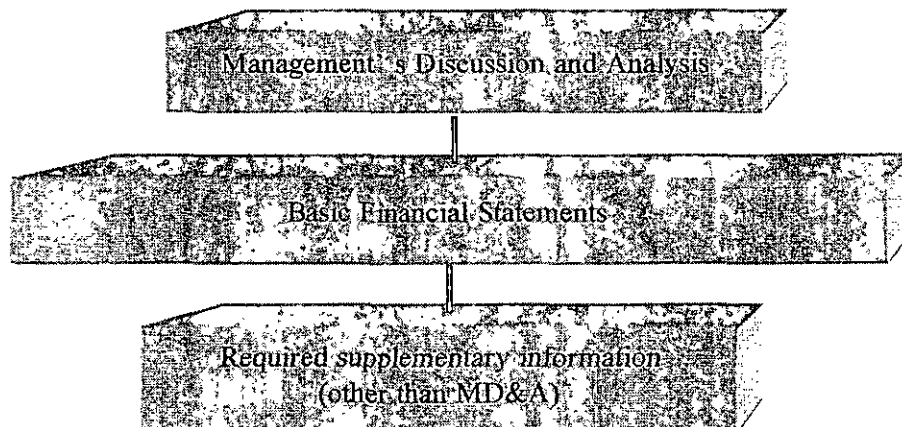 Management 's Discussion and Analysis
Basic Financial Statements
Required supplementary information
(other than MD&A)